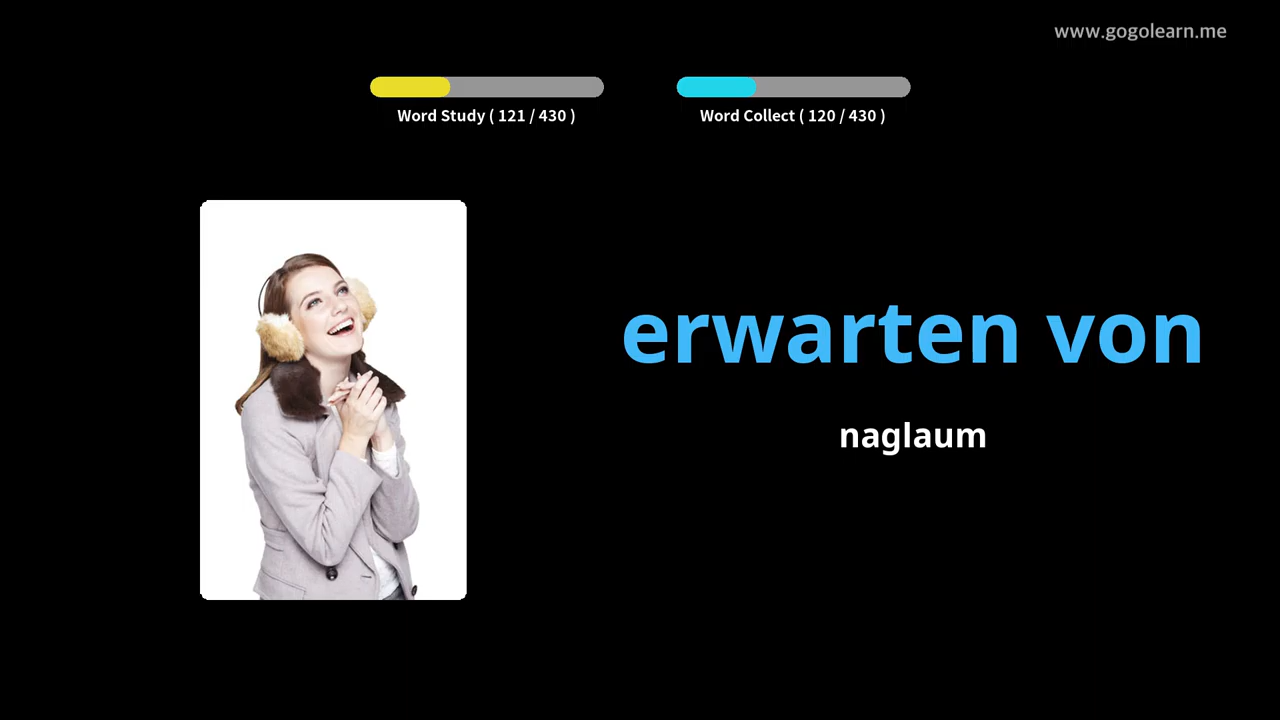 www.gogolearn.me
Word Study ( 121 / 430 )
Word Collect ( 120 / 430 )
erwarten von
naglaum